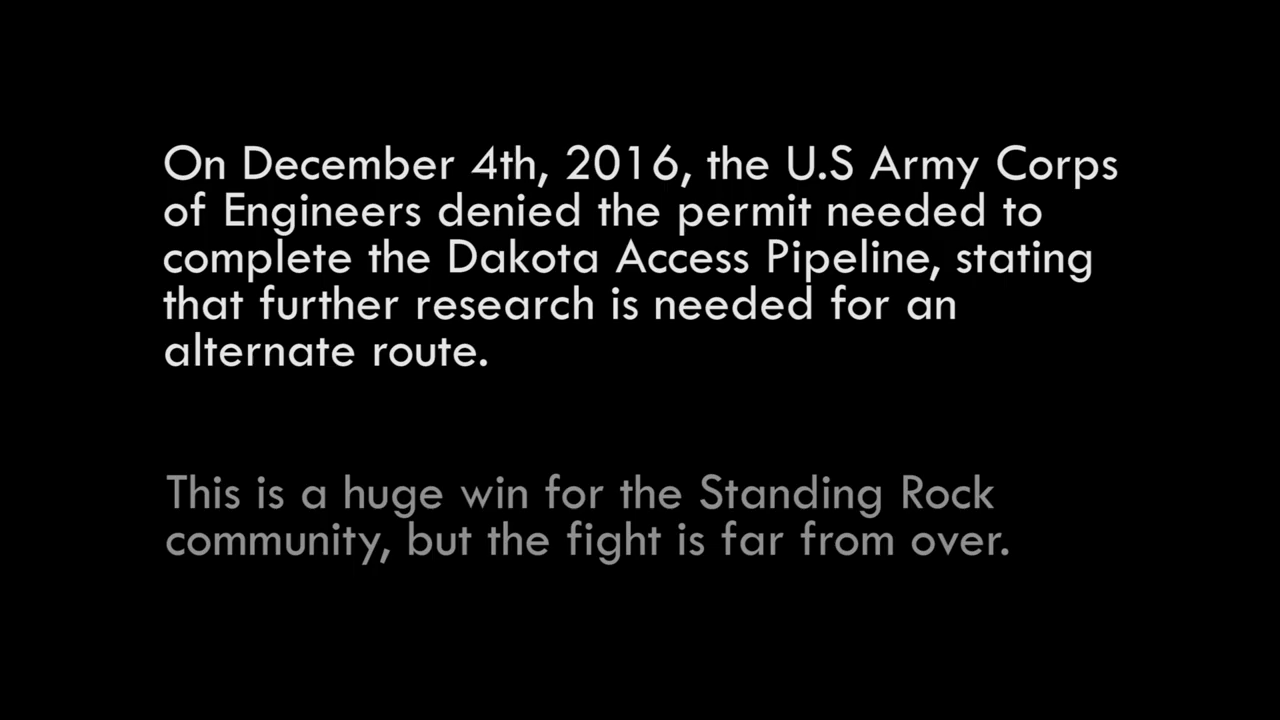 On December 4th, 2016, the U.S Army Corps
of Engineers denied the permit needed to
complete the Dakota Access Pipeline, stating
that further research is needed for an
alternate route.
This is a huge win for the Standing Rock
community, but the fight is far from over.